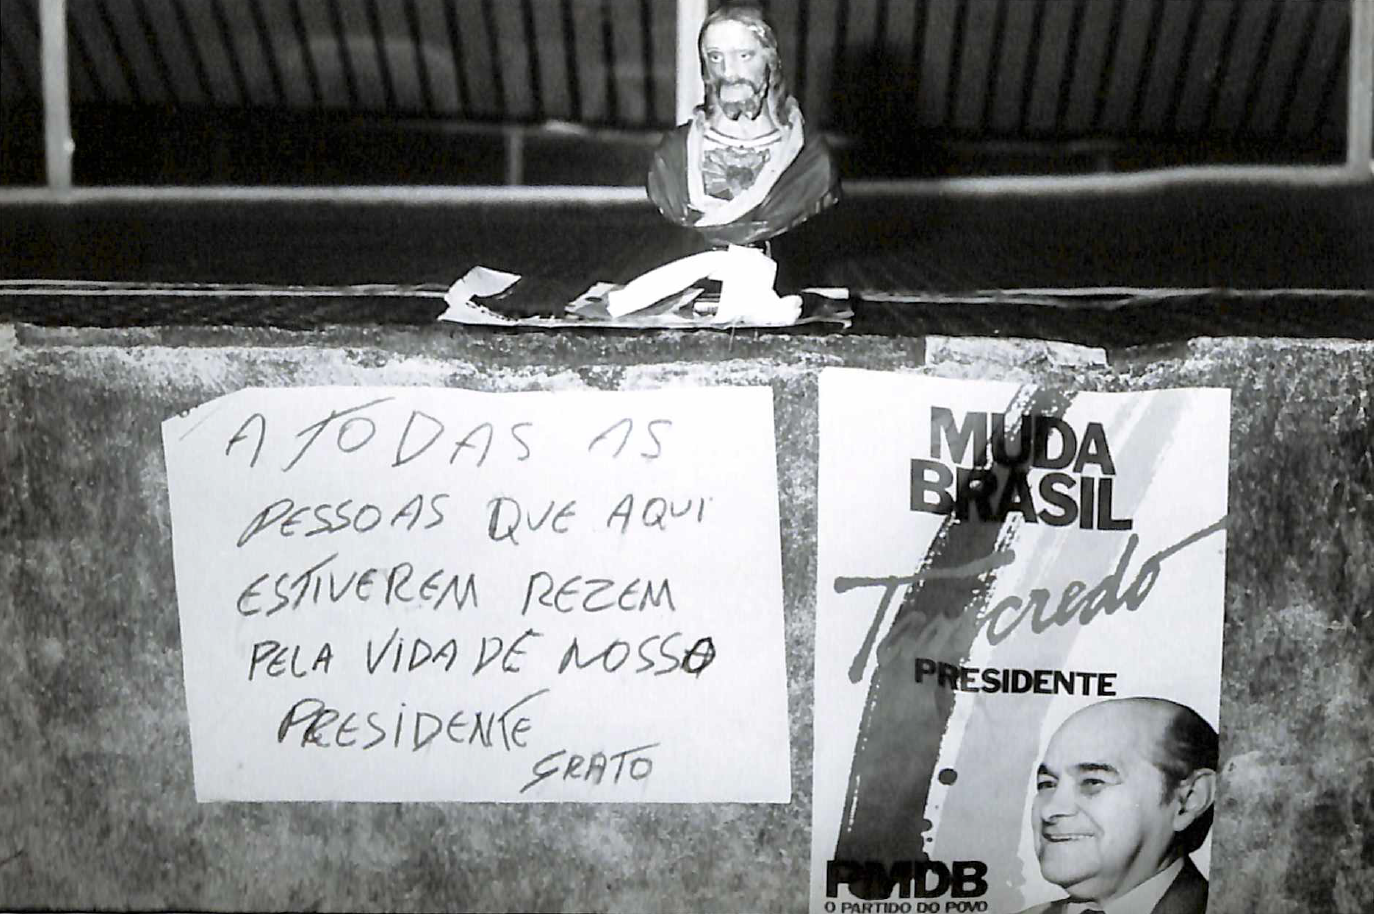 A TODAS AS
PESSOAS QUE AQUI
ESTIVEREM REZEM
PELA VIDA DE NOSSO
PRESIDENTE
GRATO
MUDA
BRASIL
Tancredo
PRESIDENTE
PMDB
O PARTIDO DO POVO